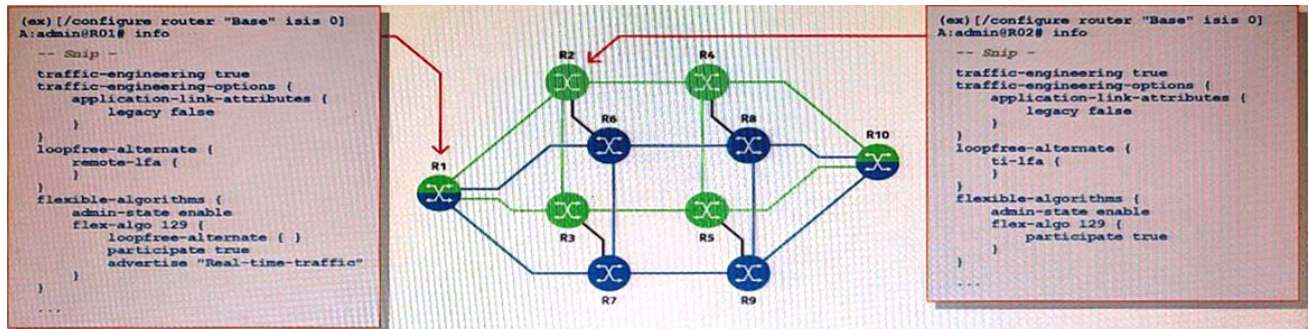 (ex)[/configure router "Base" isis 0]
A:admin@R01# info
-- Snip -
traffic-engineering true
traffic-engineering-options {
application-link-attributes {
legacy false
}
}
loopfree-alternate {
remote-lfa {
}
}
flexible-algorithms {
admin-state enable
flex-algo 129 {
loopfree-alternate { }
participate true
advertise "Real-time-traffic"
}
}
...
R2
R4
R6
R8
R1
R10
R3
R5
R7
R9
(ex)[/configure router "Base" isis 0]
A:admin@R02# info
-- Snip -
traffic-engineering true
traffic-engineering-options {
application-link-attributes {
legacy false
}
}
loopfree-alternate {
ti-lfa {
}
}
flexible-algorithms {
admin-state enable
flex-algo 129 {
participate true
}
}
...